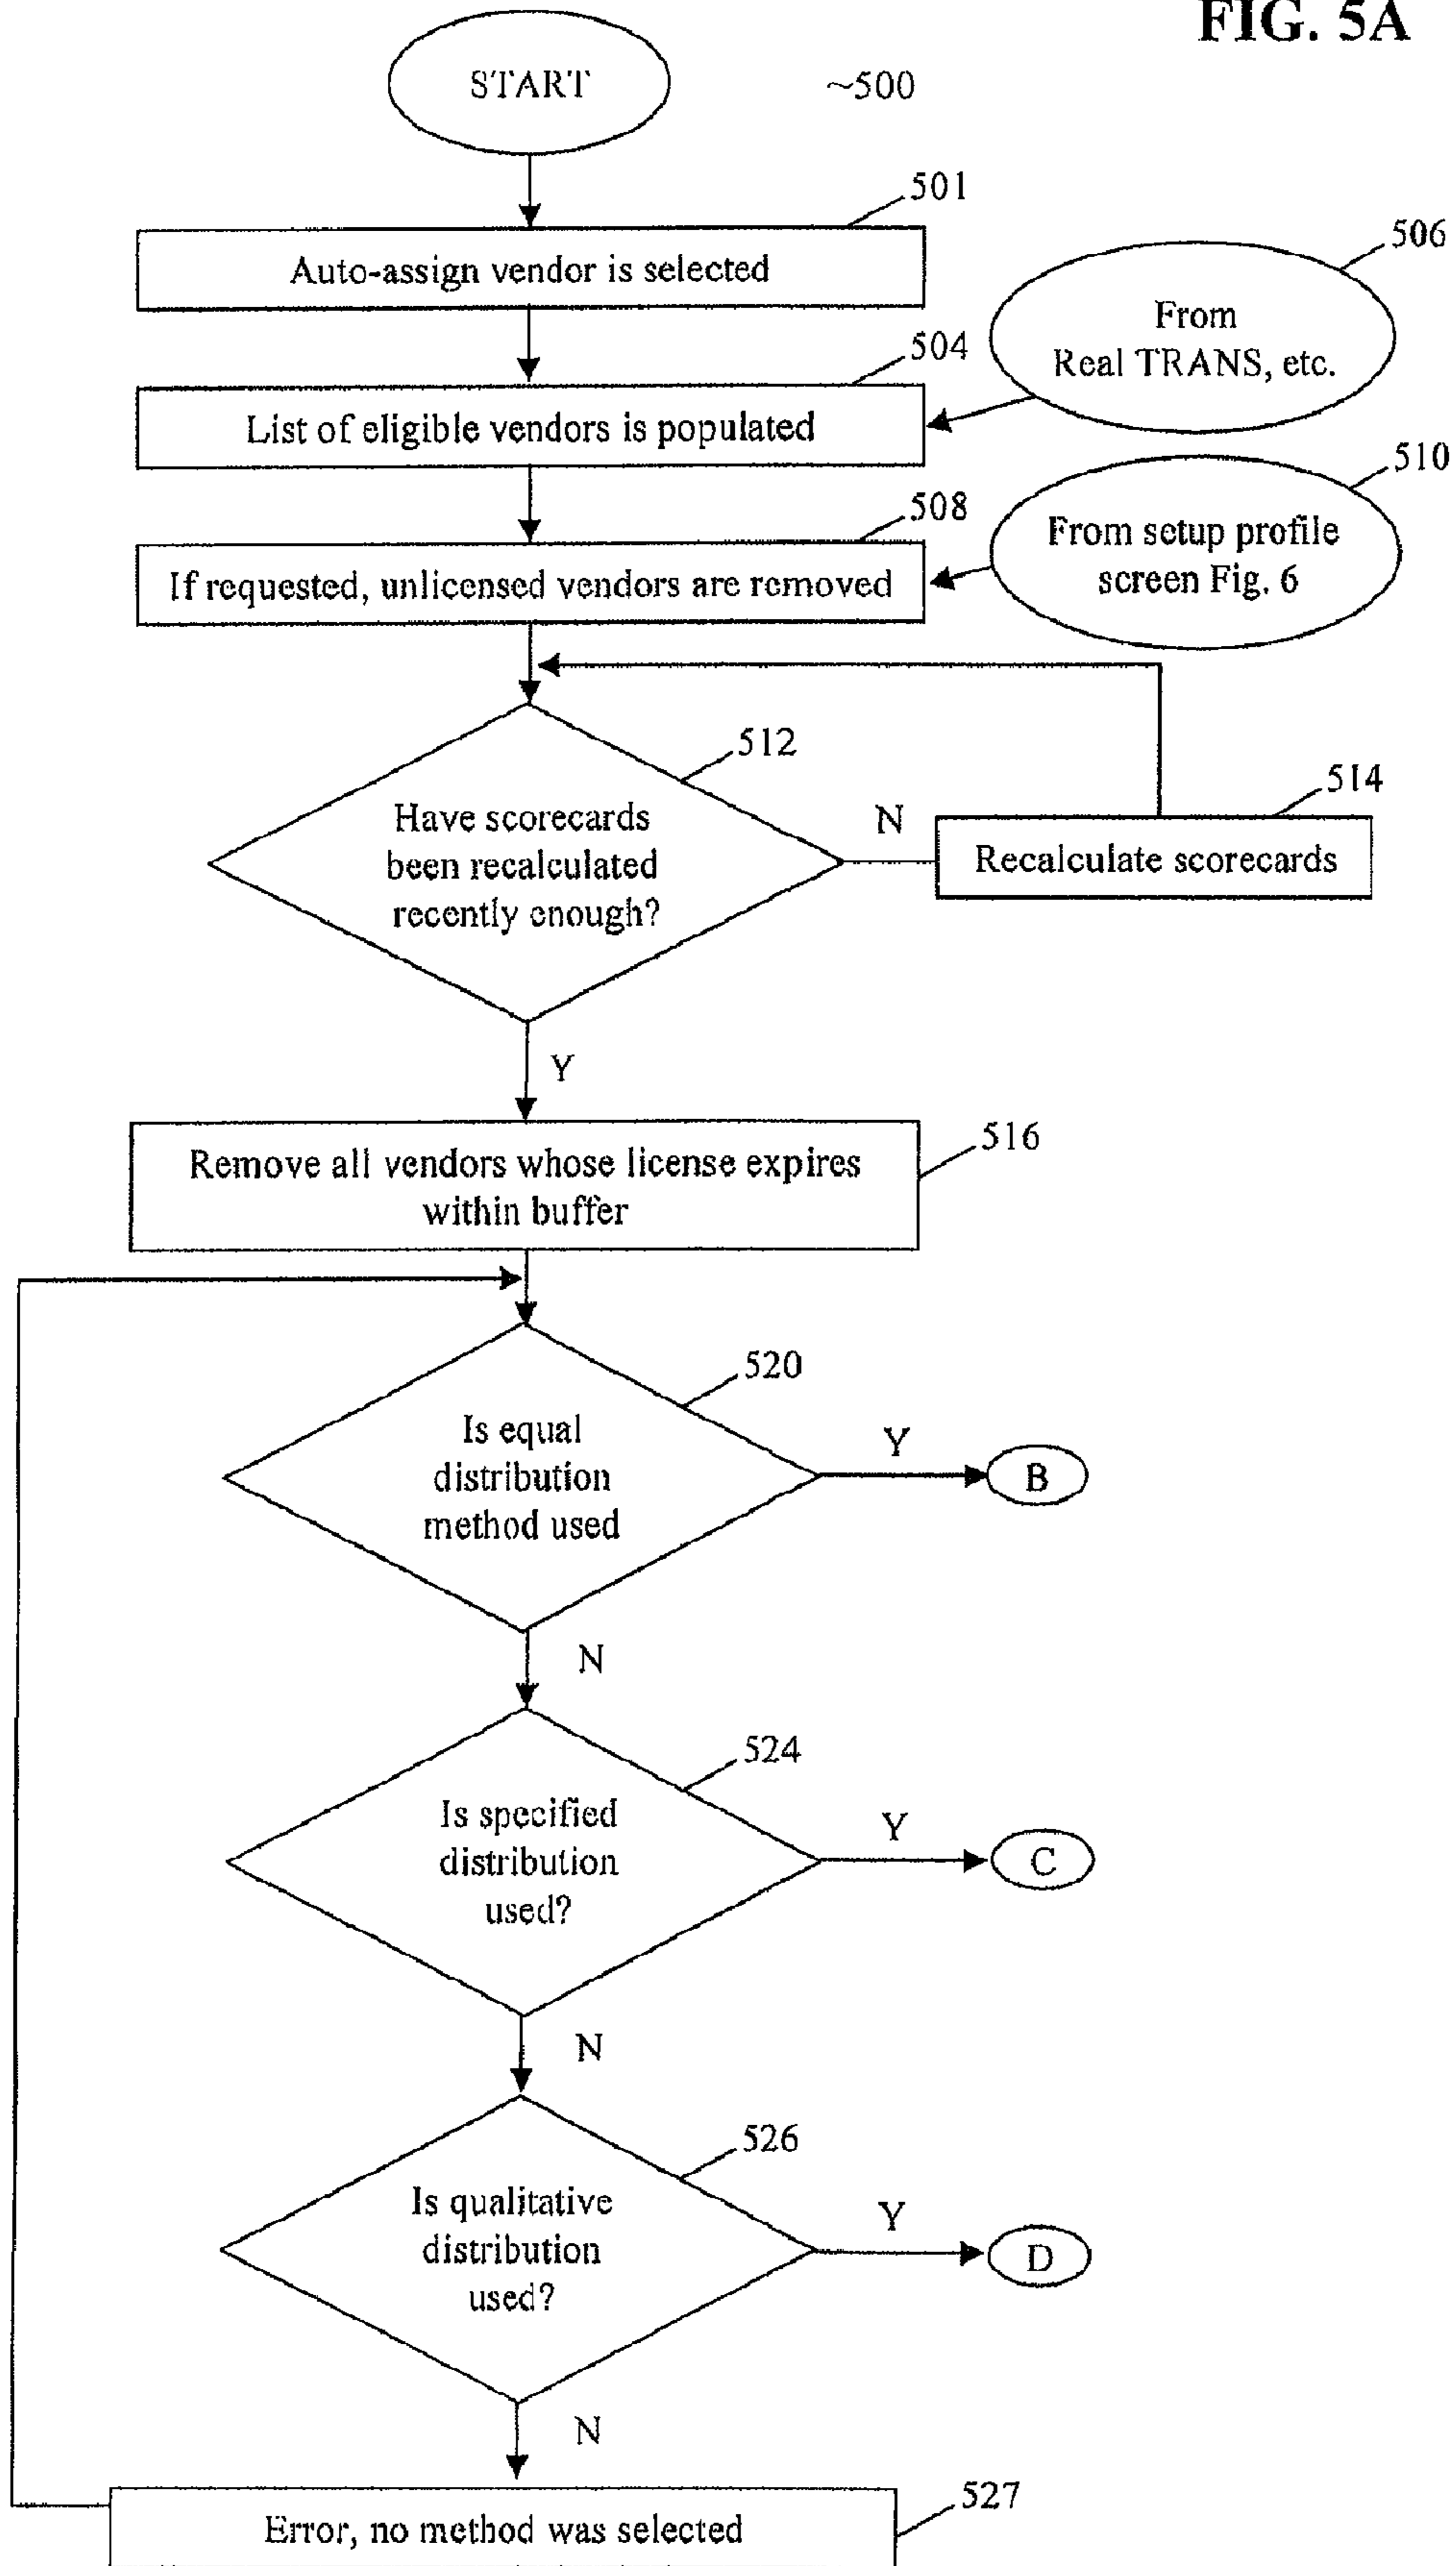 FIG. 5A
START
~500
501
Auto-assign vendor is selected
506
From
Real TRANS, etc.
504
List of eligible vendors is populated
510
From setup profile
screen Fig. 6
508
If requested, unlicensed vendors are removed
512
Have scorecards
been recalculated
recently enough?
N
514
Recalculate scorecards
Y
516
Remove all vendors whose license expires
within buffer
520
Is equal
distribution
method used
Y
B
N
524
Is specified
distribution
used?
Y
C
N
526
Is qualitative
distribution
used?
Y
D
N
527
Error, no method was selected